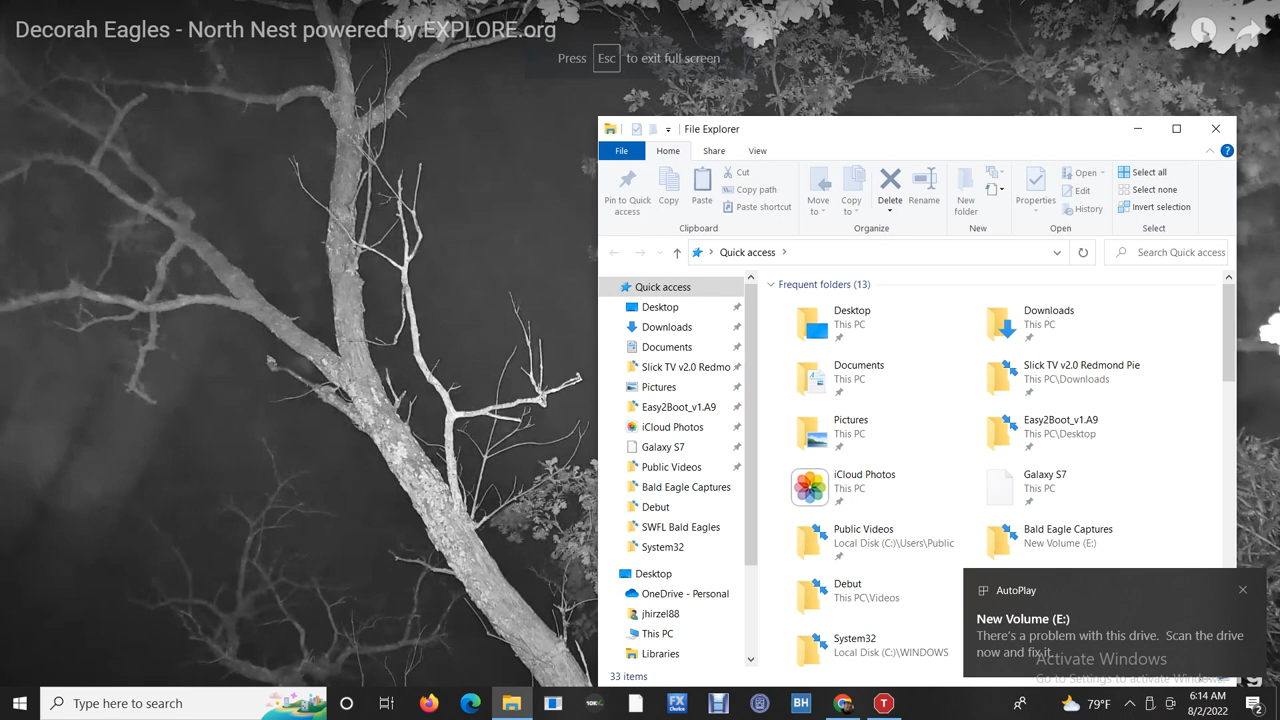 Decorah Eagles - North Nest powered by EXPLORE.org
Press Esc to exit full screen
File Explorer
File Home Share View
Pin to Quick access
Copy
Paste
Cut
Copy path
Paste shortcut
Clipboard
Move to
Copy to
Delete
Rename
Organize
New folder
New
Properties
Open
Edit
History
Open
Select all
Select none
Invert selection
Select
Quick access
Search Quick access
Quick access
Desktop
Downloads
Documents
Slick TV v2.0 Redmo
Pictures
Easy2Boot_v1.A9
iCloud Photos
Galaxy S7
Public Videos
Bald Eagle Captures
Debut
SWFL Bald Eagles
System32
Desktop
OneDrive - Personal
jhirzel88
This PC
Libraries
Frequent folders (13)
Desktop
This PC
Downloads
This PC
Documents
This PC
Slick TV v2.0 Redmond Pie
This PC\Downloads
Pictures
This PC
Easy2Boot_v1.A9
This PC\Desktop
iCloud Photos
This PC
Galaxy S7
This PC
Public Videos
Local Disk (C:)\Users\Public
Bald Eagle Captures
New Volume (E:)
Debut
This PC\Videos
System32
Local Disk (C:)\WINDOWS
33 items
AutoPlay
New Volume (E:)
There's a problem with this drive. Scan the drive
now and fix it.
Activate Windows
Go to Settings to activate Windows.
Type here to search
10K
FX
BH
T
79°F
6:14 AM
8/2/2022
2